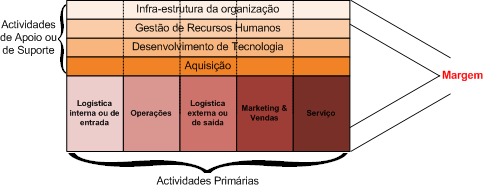 Actividades
de Apoio ou
de Suporte
Infra-estrutura da organização
Gestão de Recursos Humanos
Desenvolvimento de Tecnologia
Aquisição
Logística
interna ou de
entrada
Operações
Logística
externa ou
de saída
Marketing &
Vendas
Serviço
Margem
Actividades Primárias